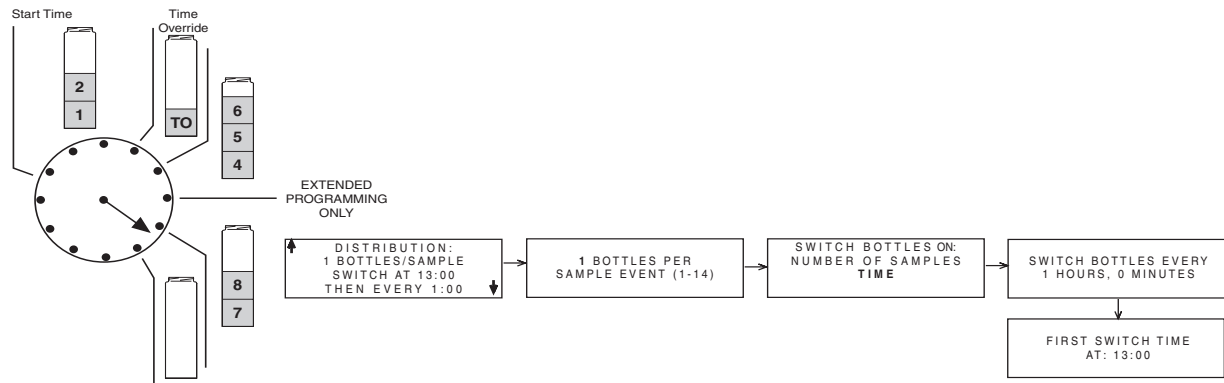 Start Time
Time
Override
2
1
TO
6
5
4
EXTENDED
PROGRAMMING
ONLY
8
7
DISTRIBUTION:
1 BOTTLES/SAMPLE
SWITCH AT 13:00
THEN EVERY 1:00
1 BOTTLES PER
SAMPLE EVENT (1-14)
SWITCH BOTTLES ON:
NUMBER OF SAMPLES
TIME
SWITCH BOTTLES EVERY
1 HOURS, 0 MINUTES
FIRST SWITCH TIME
AT: 13:00